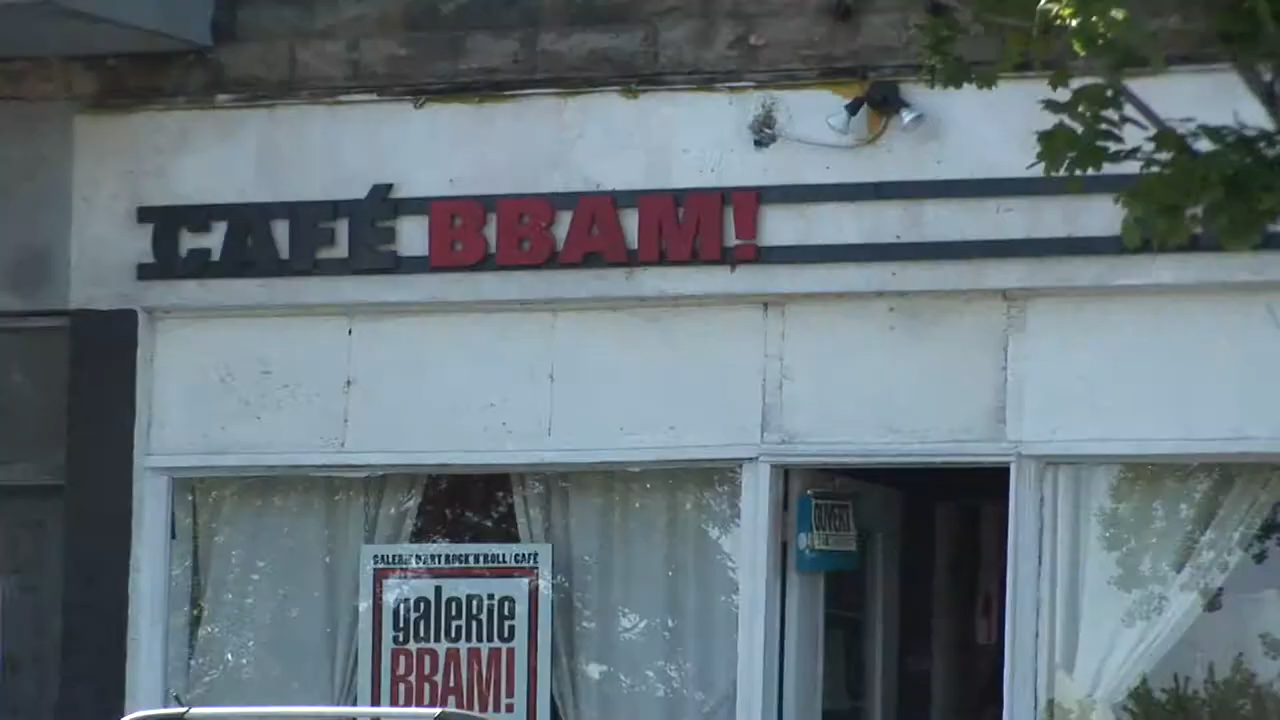 CAFÉ BBAM!
OUVERT
GALERIE D'ART ROCK'N'ROLL / CAFÉ
galeRie
BBAM!